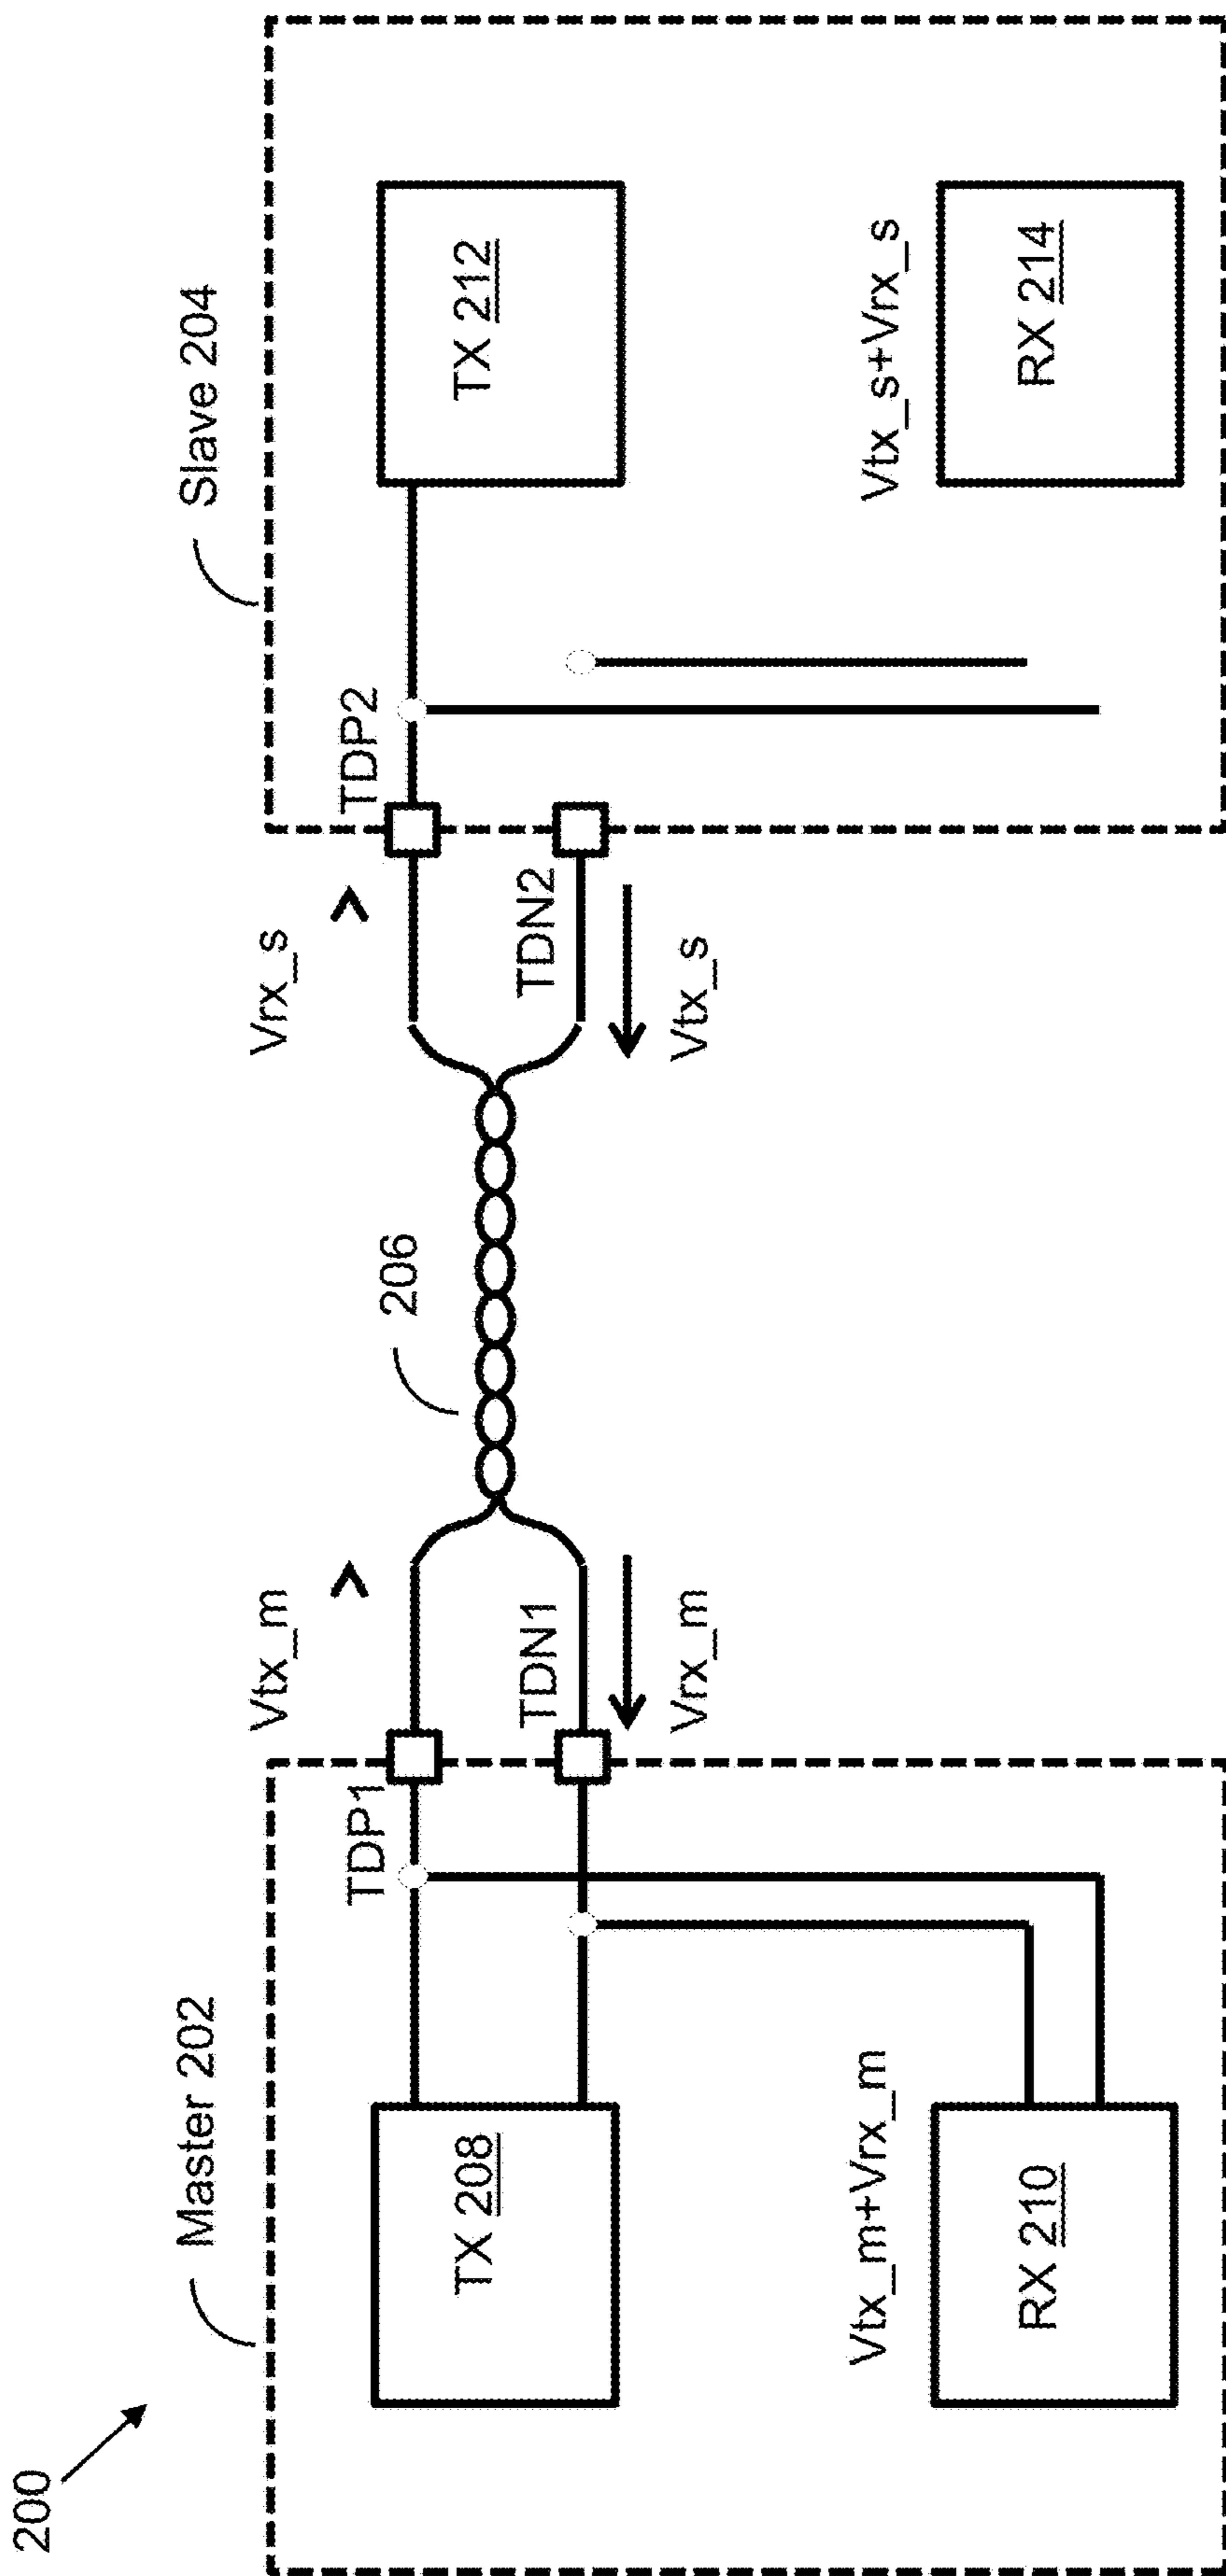 200
Master 202
Slave 204
TX 208
TDP1
Vtx_m
206
Vrx_s
TDP2
TX 212
TDN1
TDN2
Vrx_m
Vtx_s
Vtx_m+Vrx_m
Vtx_s+Vrx_s
RX 210
RX 214